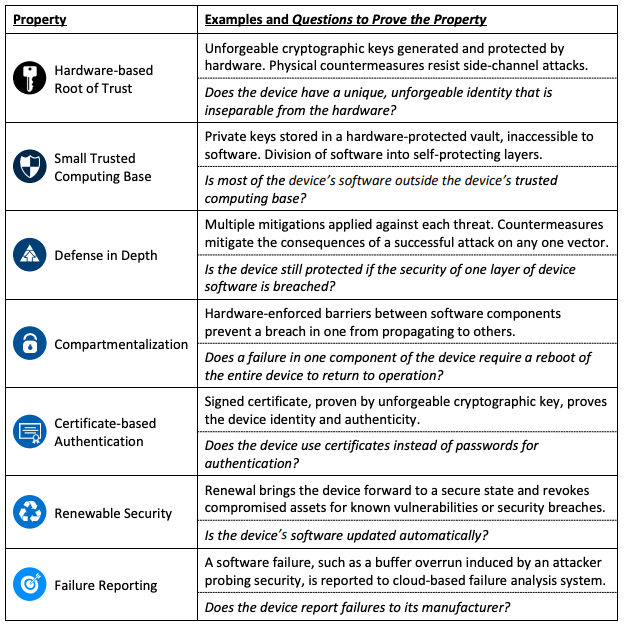 Property
Examples and Questions to Prove the Property
Hardware-based
Root of Trust
Unforgeable cryptographic keys generated and protected by
hardware. Physical countermeasures resist side-channel attacks.
Does the device have a unique, unforgeable identity that is
inseparable from the hardware?
Small Trusted
Computing Base
Private keys stored in a hardware-protected vault, inaccessible to
software. Division of software into self-protecting layers.
Is most of the device’s software outside the device’s trusted
computing base?
Defense in Depth
Multiple mitigations applied against each threat. Countermeasures
mitigate the consequences of a successful attack on any one vector.
Is the device still protected if the security of one layer of device
software is breached?
Compartmentalization
Hardware-enforced barriers between software components
prevent a breach in one from propagating to others.
Does a failure in one component of the device require a reboot of
the entire device to return to operation?
Certificate-based
Authentication
Signed certificate, proven by unforgeable cryptographic key, proves
the device identity and authenticity.
Does the device use certificates instead of passwords for
authentication?
Renewable Security
Renewal brings the device forward to a secure state and revokes
compromised assets for known vulnerabilities or security breaches.
Is the device’s software updated automatically?
Failure Reporting
A software failure, such as a buffer overrun induced by an attacker
probing security, is reported to cloud-based failure analysis system.
Does the device report failures to its manufacturer?